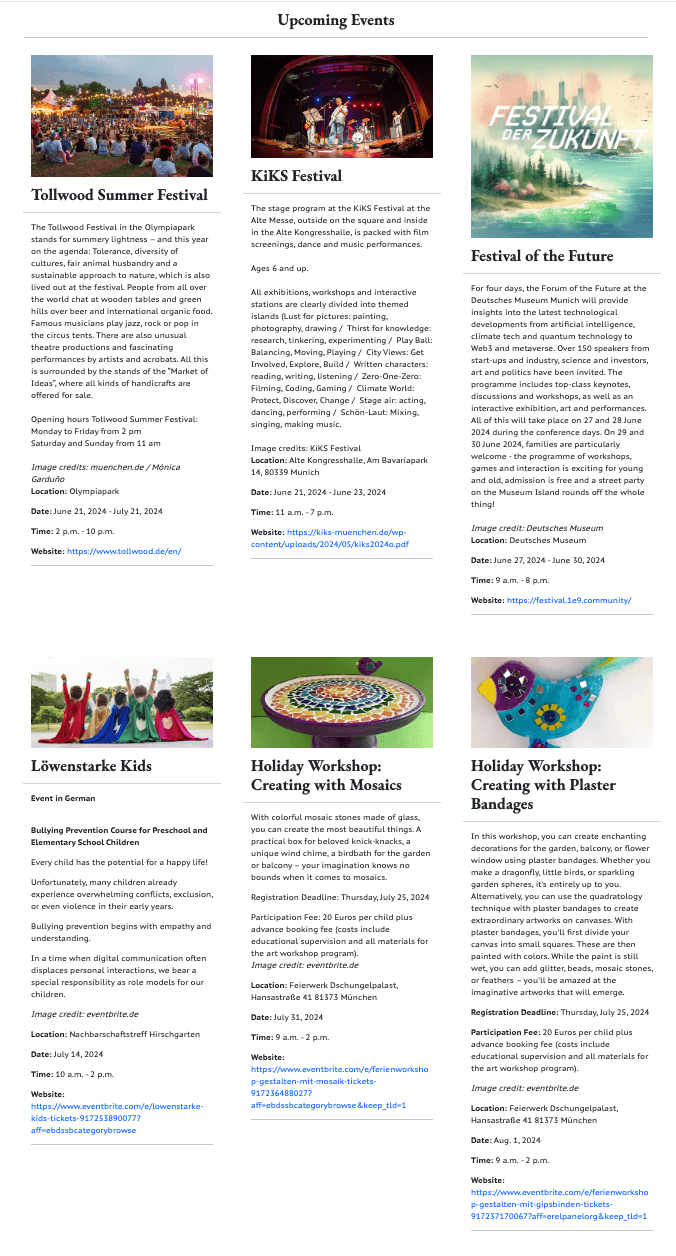 Upcoming Events
FESTIVAL
DER ZUKUNFT
Tollwood Summer Festival
The Tollwood Festival in the Olympiapark
stands for summery lightness – and this year
on the agenda: Tolerance, diversity of
cultures, fair animal husbandry and a
sustainable approach to nature, which is also
lived out at the festival. People from all over
the world chat at wooden tables and green
hills over beer and international organic food.
Famous musicians play jazz, rock or pop in
the circus tents. There are also unusual
theatre productions and fascinating
performances by artists and acrobats. All this
is surrounded by the stands of the "Market of
Ideas", where all kinds of handicrafts are
offered for sale.
Opening hours Tollwood Summer Festival:
Monday to Friday from 2 pm
Saturday and Sunday from 11 am
Image credits: muenchen.de / Mónica
Garduño
Location: Olympiapark
Date: June 21, 2024 - July 21, 2024
Time: 2 p.m. - 10 p.m.
Website: https://www.tollwood.de/en/
KiKS Festival
The stage program at the KiKS Festival at the
Alte Messe, outside on the square and inside
in the Alte Kongresshalle, is packed with film
screenings, dance and music performances.
Ages 6 and up.
All exhibitions, workshops and interactive
stations are clearly divided into themed
islands (Lust for pictures: painting,
photography, drawing / Thirst for knowledge:
research, tinkering, experimenting / Play Ball:
Balancing, Moving, Playing / City Views: Get
Involved, Explore, Build / Written characters:
reading, writing, listening / Zero-One-Zero:
Filming, Coding, Gaming / Climate World:
Protect, Discover, Change / Stage air: acting,
dancing, performing / Schön-Laut: Mixing,
singing, making music.
Image credits: KiKS Festival
Location: Alte Kongresshalle, Am Bavariapark
14, 80339 Munich
Date: June 21, 2024 - June 23, 2024
Time: 11 a.m. - 7 p.m.
Website: https://kiks-muenchen.de/wp-
content/uploads/2024/05/kiks2024o.pdf
Festival of the Future
For four days, the Forum of the Future at the
Deutsches Museum Munich will provide
insights into the latest technological
developments from artificial intelligence,
climate tech and quantum technology to
Web3 and metaverse. Over 150 speakers from
start-ups and industry, science and investors,
art and politics have been invited. The
programme includes top-class keynotes,
discussions and workshops, as well as an
interactive exhibition, art and performances.
All of this will take place on 27 and 28 June
2024 during the conference days. On 29 and
30 June 2024, families are particularly
welcome - the programme of workshops,
games and interaction is exciting for young
and old, admission is free and a street party
on the Museum Island rounds off the whole
thing!
Image credit: Deutsches Museum
Location: Deutsches Museum
Date: June 27, 2024 - June 30, 2024
Time: 9 a.m. - 8 p.m.
Website: https://festival.1e9.community/
Löwenstarke Kids
Event in German
Bullying Prevention Course for Preschool and
Elementary School Children
Every child has the potential for a happy life!
Unfortunately, many children already
experience overwhelming conflicts, exclusion,
or even violence in their early years.
Bullying prevention begins with empathy and
understanding.
In a time when digital communication often
displaces personal interactions, we bear a
special responsibility as role models for our
children.
Image credit: eventbrite.de
Location: Nachbarschaftstreff Hirschgarten
Date: July 14, 2024
Time: 10 a.m. - 2 p.m.
Website:
https://www.eventbrite.com/e/lowenstarke-
kids-tickets-917253890077?
aff=ebdssbcategorybrowse
Holiday Workshop:
Creating with Mosaics
With colorful mosaic stones made of glass,
you can create the most beautiful things. A
practical box for beloved knick-knacks, a
unique wind chime, a birdbath for the garden
or balcony – your imagination knows no
bounds when it comes to mosaics.
Registration Deadline: Thursday, July 25, 2024
Participation Fee: 20 Euros per child plus
advance booking fee (costs include
educational supervision and all materials for
the art workshop program).
Image credit: eventbrite.de
Location: Feierwerk Dschungelpalast,
Hansastraße 41 81373 München
Date: July 31, 2024
Time: 9 a.m. - 2 p.m.
Website:
https://www.eventbrite.com/e/ferienworksho
p-gestalten-mit-mosaik-tickets-
917236488027?
aff=ebdssbcategorybrowse&keep_tld=1
Holiday Workshop:
Creating with Plaster
Bandages
In this workshop, you can create enchanting
decorations for the garden, balcony, or flower
window using plaster bandages. Whether you
make a dragonfly, little birds, or sparkling
garden spheres, it's entirely up to you.
Alternatively, you can use the quadratology
technique with plaster bandages to create
extraordinary artworks on canvases. With
plaster bandages, you'll first divide your
canvas into small squares. These are then
painted with colors. While the paint is still
wet, you can add glitter, beads, mosaic stones,
or feathers – you'll be amazed at the
imaginative artworks that will emerge.
Registration Deadline: Thursday, July 25, 2024
Participation Fee: 20 Euros per child plus
advance booking fee (costs include
educational supervision and all materials for
the art workshop program).
Image credit: eventbrite.de
Location: Feierwerk Dschungelpalast,
Hansastraße 41 81373 München
Date: Aug. 1, 2024
Time: 9 a.m. - 2 p.m.
Website:
https://www.eventbrite.com/e/ferienworksho
p-gestalten-mit-gipsbinden-tickets-
917237170067?aff=erelpanelorg&keep_tld=1